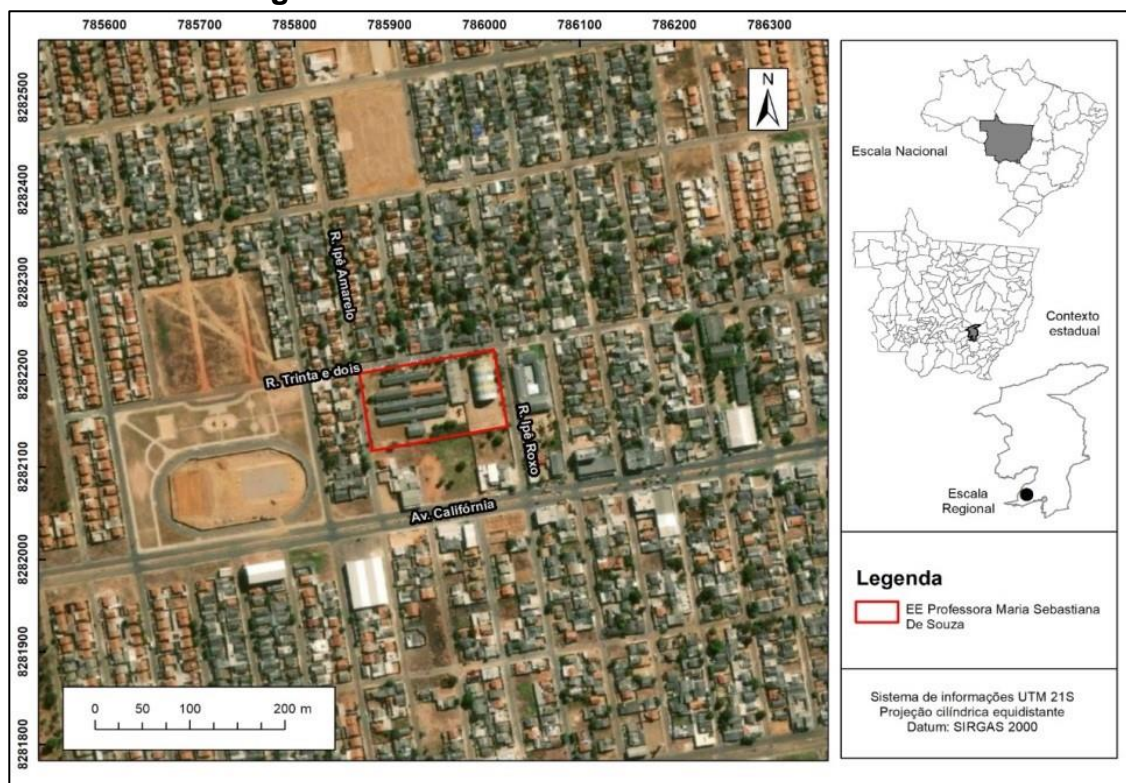 785600 785700 785800 785900 786000 786100 786200 786300
8282500
8282400
8282300
8282200
8282100
8282000
8281900
8281800
N
R. Ipê Amarelo
R. Trinta e dois
R. Ipê Roxo
Av. Califórnia
0 50 100 200 m
Escala Nacional
Contexto
estadual
Escala
Regional
Legenda
EE Professora Maria Sebastiana
De Souza
Sistema de informações UTM 21S
Projeção cilíndrica equidistante
Datum: SIRGAS 2000